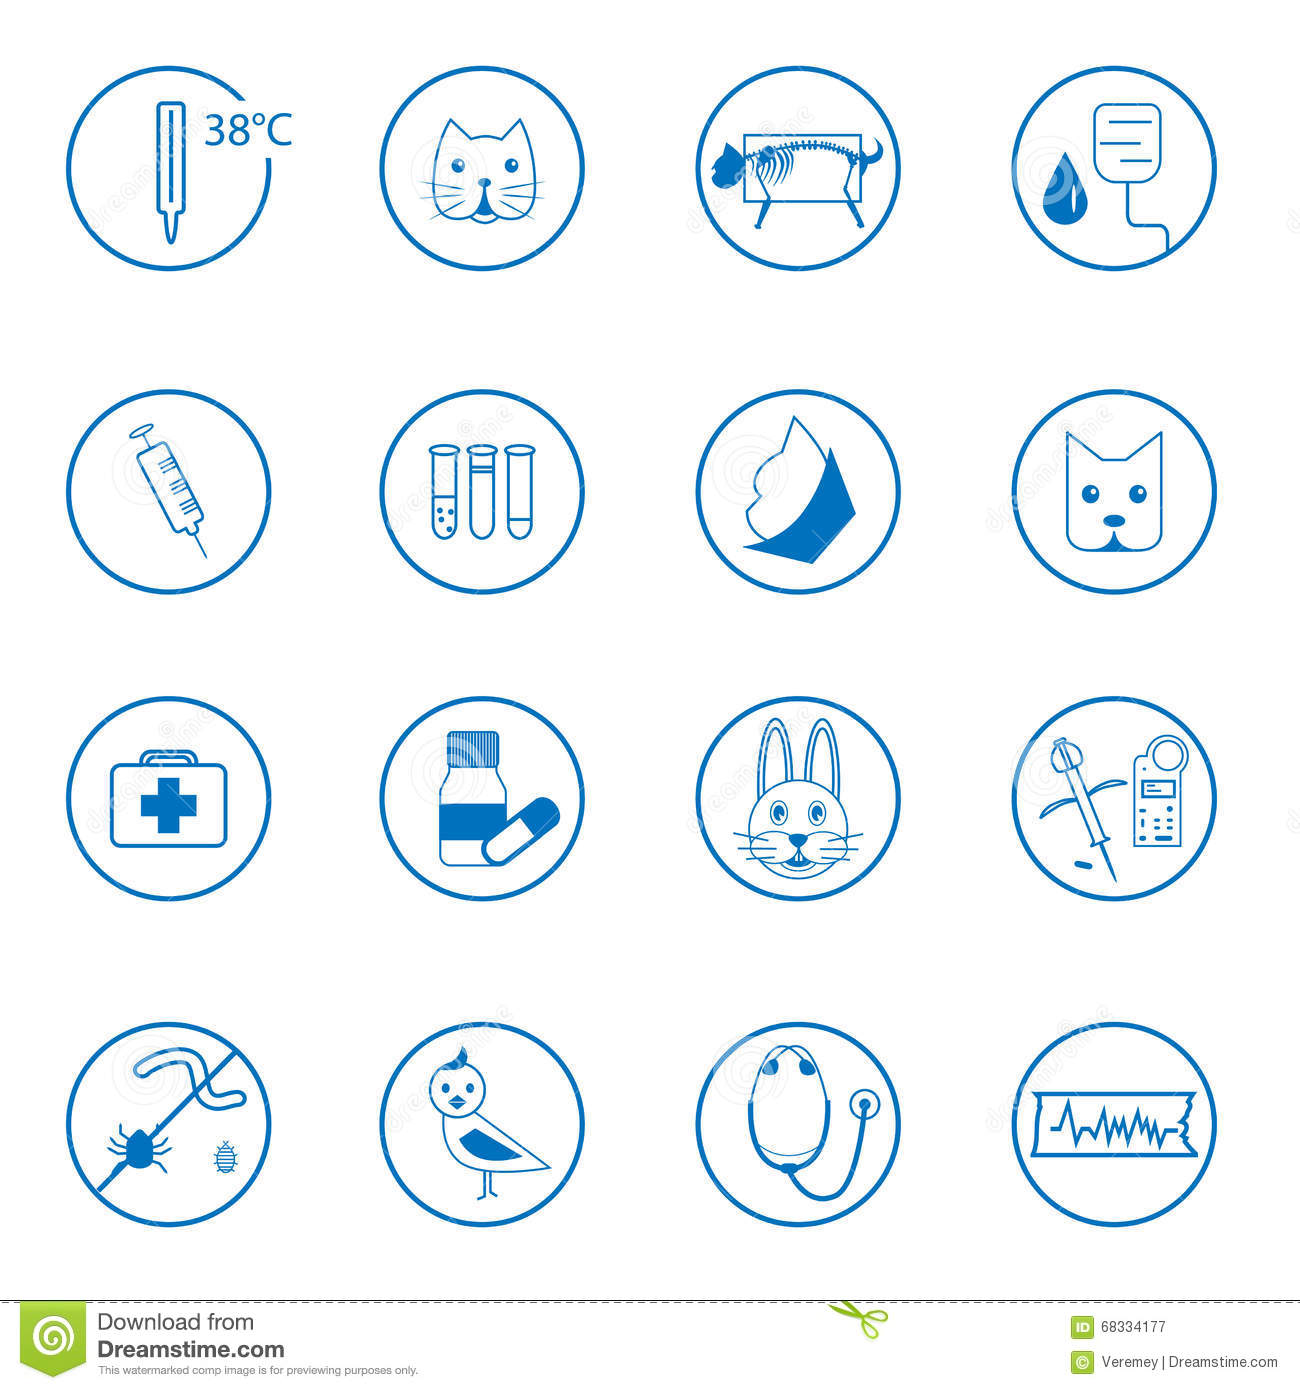 38°C
Download from
Dreamstime.com
This watermarked comp image is for previewing purposes only.
ID 68334177
© Veremey | Dreamstime.com